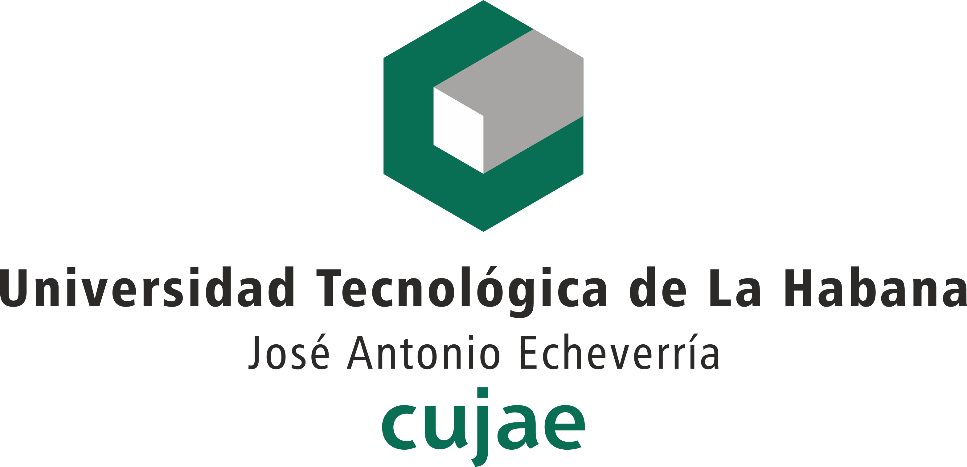 Universidad Tecnológica de La Habana
José Antonio Echeverría
cujae